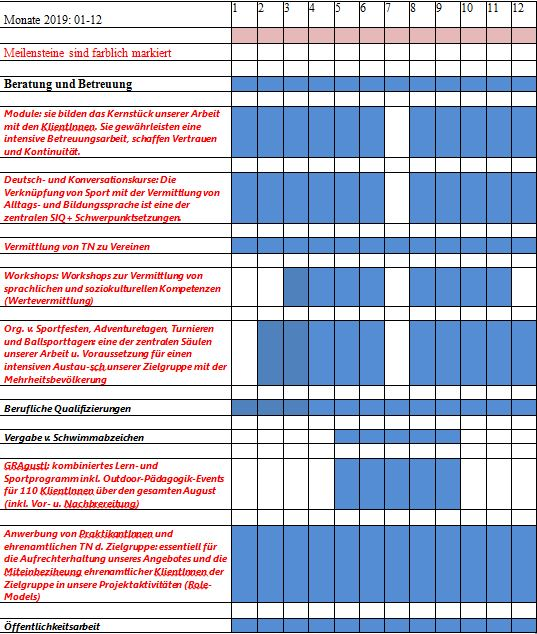 Monate 2019: 01-12
1 2 3 4 5 6 7 8 9 10 11 12
Meilensteine sind farblich markiert
Beratung und Betreuung
Module: sie bilden das Kernstück unserer Arbeit
mit den KlientInnen. Sie gewährleisten eine
intensive Betreuungsarbeit, schaffen Vertrauen
und Kontinuität.
Deutsch- und Konversationskurse: Die
Verknüpfung von Sport mit der Vermittlung von
Alltags- und Bildungssprache ist eine der
zentralen SIQ+ Schwerpunktsetzungen.
Vermittlung von TN zu Vereinen
Workshops: Workshops zur Vermittlung von
sprachlichen und soziokulturellen Kompetenzen
(Wertevermittlung)
Org. v. Sportfesten, Adventuretagen, Turnieren
und Ballsporttagen: eine der zentralen Säulen
unserer Arbeit u. Voraussetzung für einen
intensiven Austau-sch unserer Zielgruppe mit der
Mehrheitsbevölkerung
Berufliche Qualifizierungen
Vergabe v. Schwimmabzeichen
GRAgustl: kombiniertes Lern- und
Sportprogramm inkl. Outdoor-Pädagogik-Events
für 110 KlientInnen über den gesamten August
(inkl. Vor- u. Nachbrereitung)
Anwerbung von PraktikantInnen und
ehrenamtlichen TN d. Zielgruppe: essentiell für
die Aufrechterhaltung unseres Angebotes und die
Miteinbeziheung ehrenamtlicher KlientInnen der
Zielgruppe in unsere Projektaktivitäten (Role-
Models)
Öffentlichkeitsarbeit